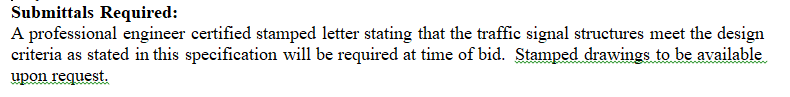 Submittals Required:
A professional engineer certified stamped letter stating that the traffic signal structures meet the design
criteria as stated in this specification will be required at time of bid.  Stamped drawings to be available
upon request.